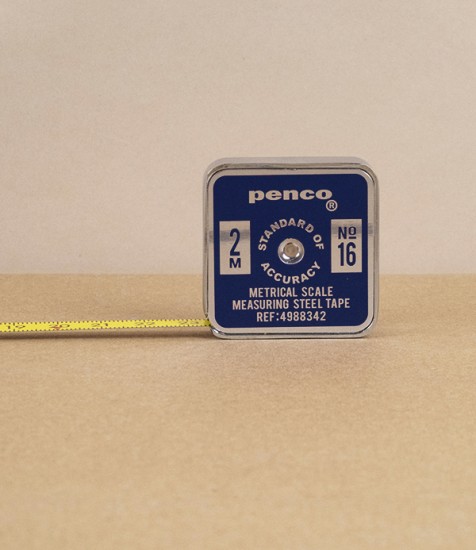 penco
®
2
M
STANDARD OF
ACCURACY
Nº
16
METRICAL SCALE
MEASURING STEEL TAPE
REF:4988342